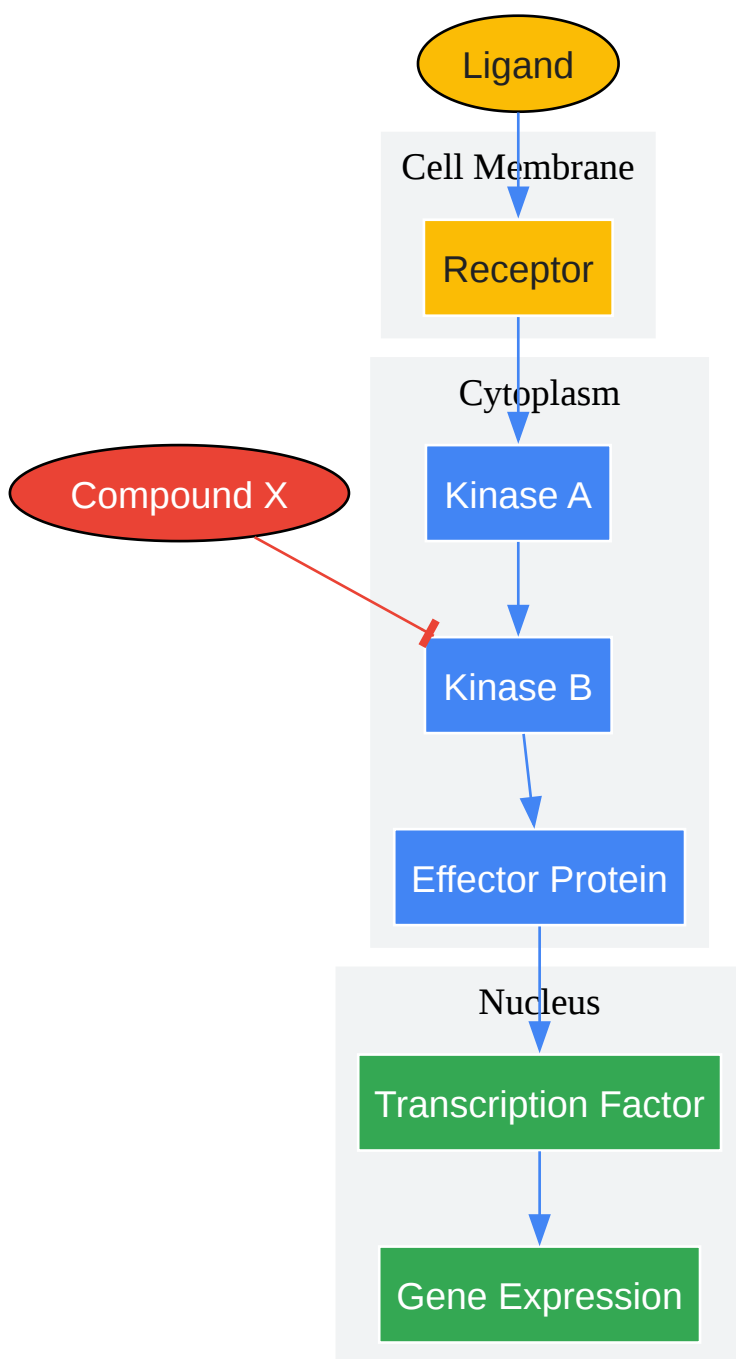 Ligand
Cell Membrane
Receptor
Cytoplasm
Compound X
Kinase A
Kinase B
Effector Protein
Nucleus
Transcription Factor
Gene Expression